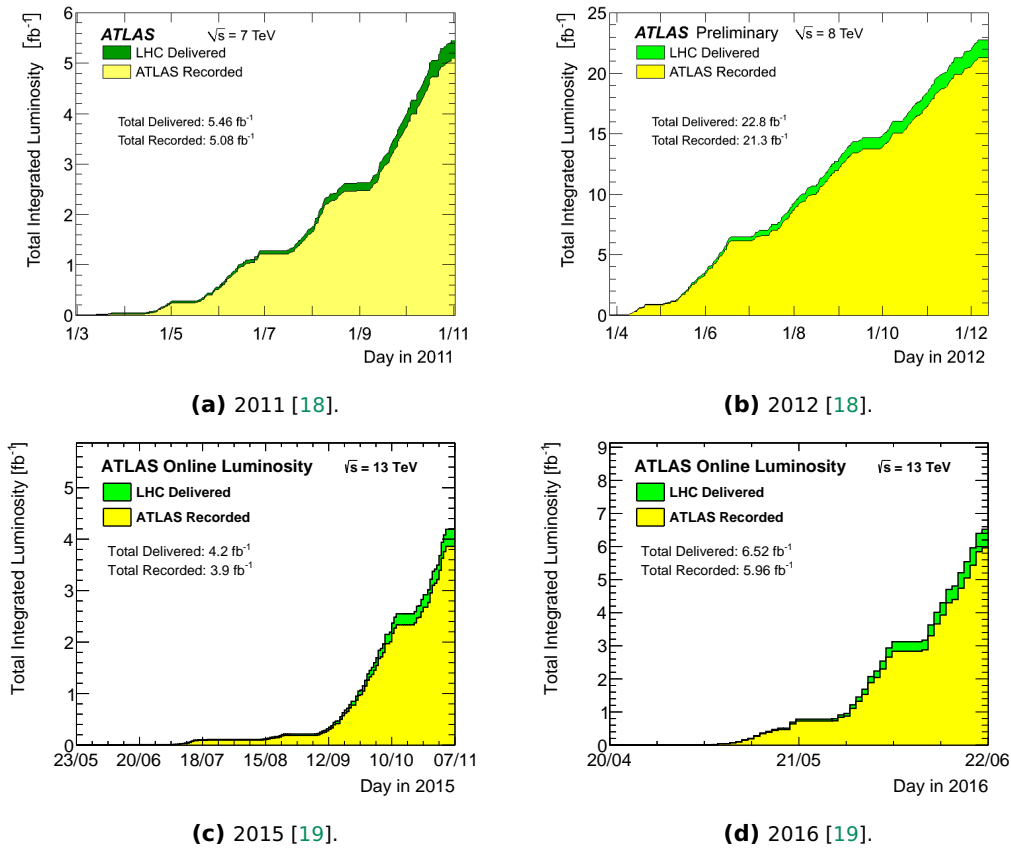 Total Integrated Luminosity [fb⁻¹]
6
5
4
3
2
1
0
ATLAS √s = 7 TeV
LHC Delivered
ATLAS Recorded
Total Delivered: 5.46 fb⁻¹
Total Recorded: 5.08 fb⁻¹
1/3 1/5 1/7 1/9 1/11
Day in 2011
(a) 2011 [18].
Total Integrated Luminosity [fb⁻¹]
25
20
15
10
5
0
ATLAS Preliminary √s = 8 TeV
LHC Delivered
ATLAS Recorded
Total Delivered: 22.8 fb⁻¹
Total Recorded: 21.3 fb⁻¹
1/4 1/6 1/8 1/10 1/12
Day in 2012
(b) 2012 [18].
Total Integrated Luminosity [fb⁻¹]
5
4
3
2
1
0
ATLAS Online Luminosity √s = 13 TeV
LHC Delivered
ATLAS Recorded
Total Delivered: 4.2 fb⁻¹
Total Recorded: 3.9 fb⁻¹
23/05 20/06 18/07 15/08 12/09 10/10 07/11
Day in 2015
(c) 2015 [19].
Total Integrated Luminosity [fb⁻¹]
9
8
7
6
5
4
3
2
1
0
ATLAS Online Luminosity √s = 13 TeV
LHC Delivered
ATLAS Recorded
Total Delivered: 6.52 fb⁻¹
Total Recorded: 5.96 fb⁻¹
20/04 21/05 22/06
Day in 2016
(d) 2016 [19].